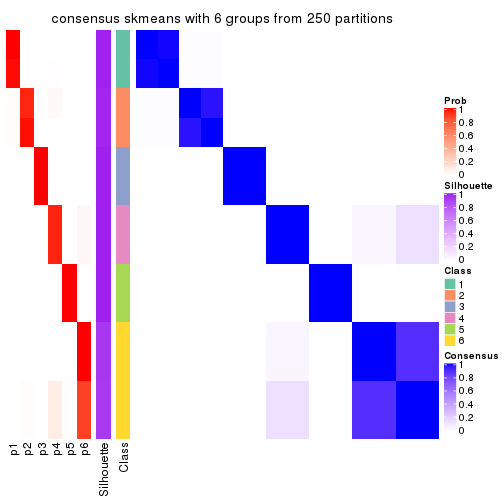 consensus skmeans with 6 groups from 250 partitions
Prob
1
0.8
0.6
0.4
0.2
0
Silhouette
1
0.8
0.6
0.4
0.2
0
Class
1
2
3
4
5
6
Consensus
1
0.8
0.6
0.4
0.2
0
p1
p2
p3
p4
p5
p6
Silhouette
Class